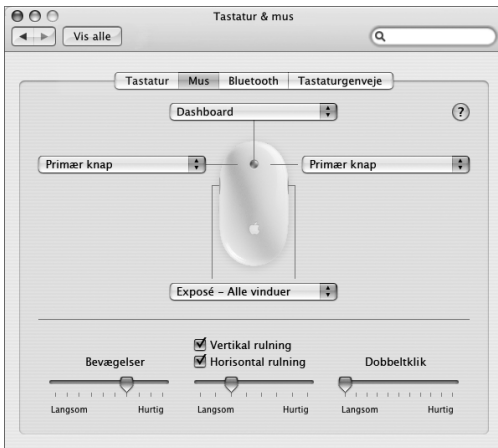 Tastatur & mus
Vis alle
Tastatur Mus Bluetooth Tastaturgenveje
Dashboard
?
Primær knap
Primær knap
Exposé – Alle vinduer
Vertikal rulning
Bevægelser
Horisontal rulning
Dobbeltklik
Langsom Hurtig
Langsom Hurtig
Langsom Hurtig